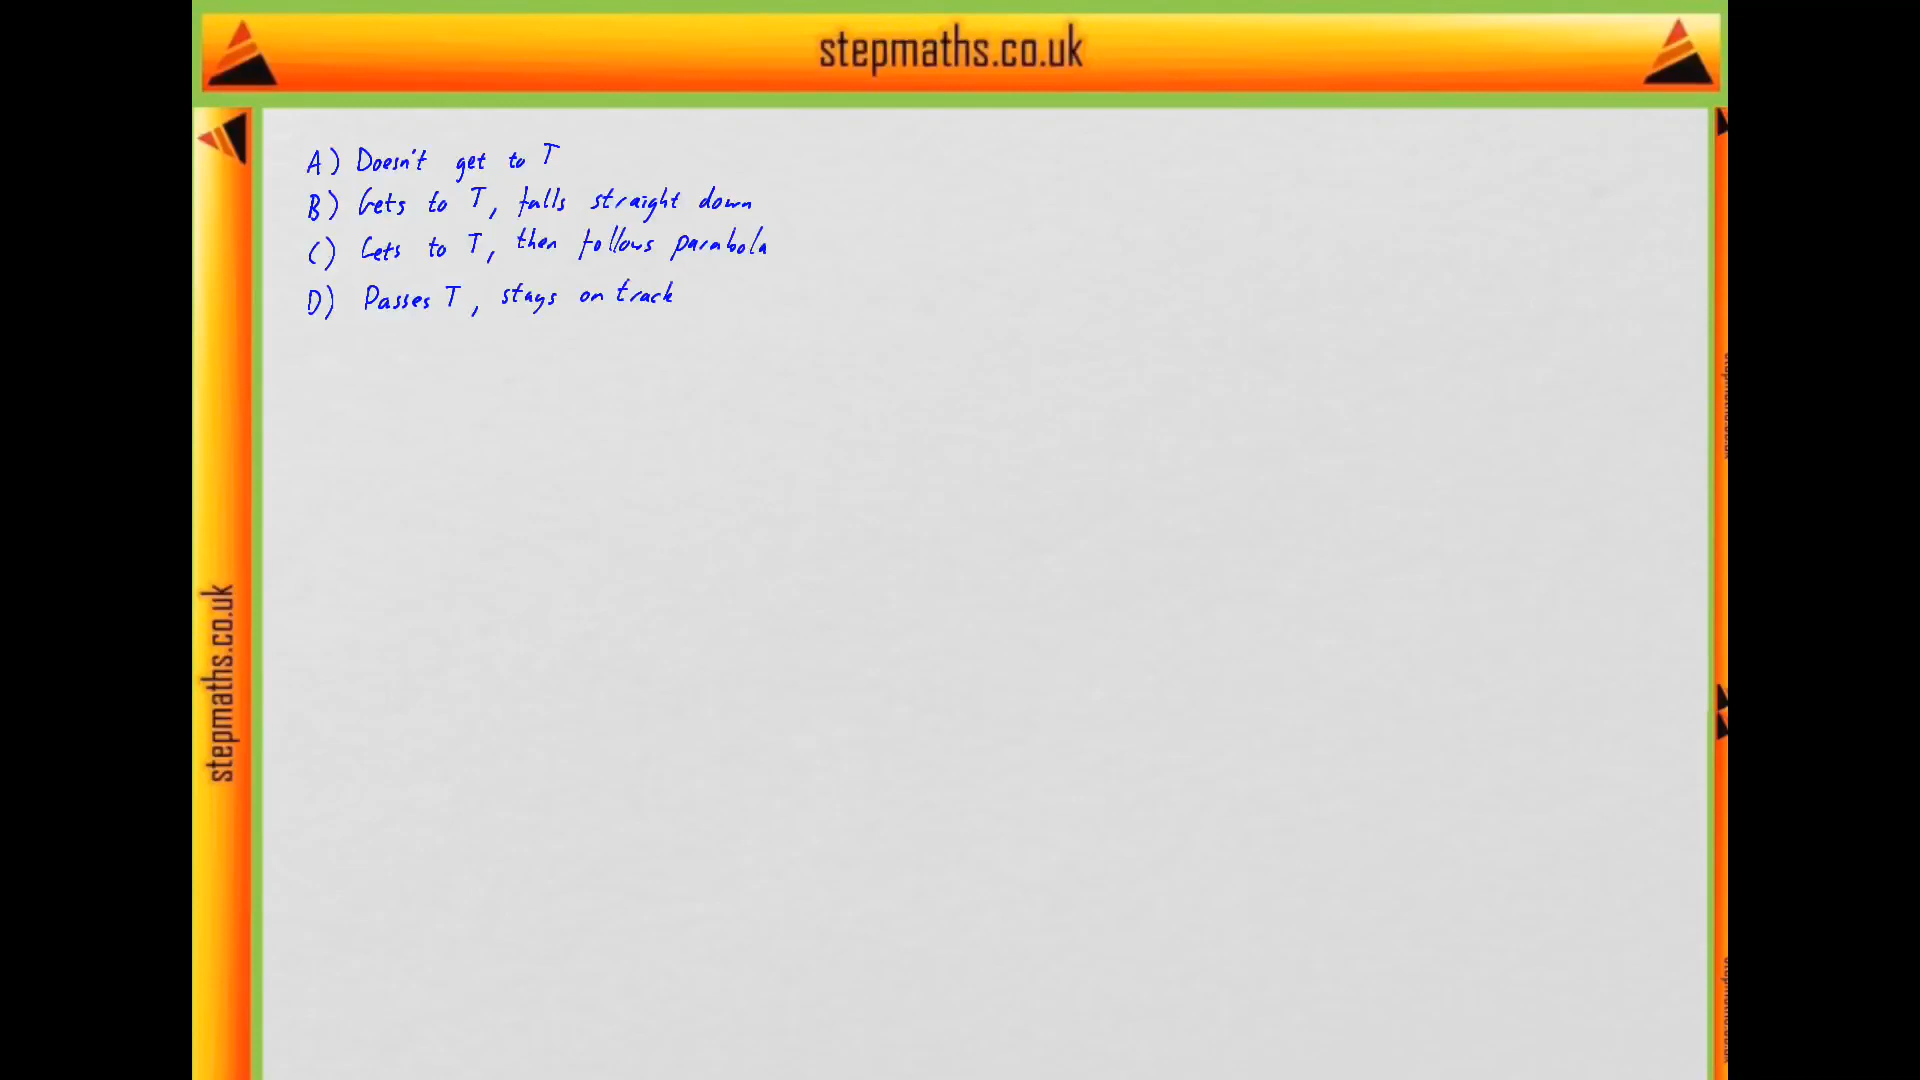 stepmaths.co.uk
A) Doesn't get to T
B) Gets to T, falls straight down
C) Gets to T, then follows parabola
D) Passes T, stays on track
stepmaths.co.uk